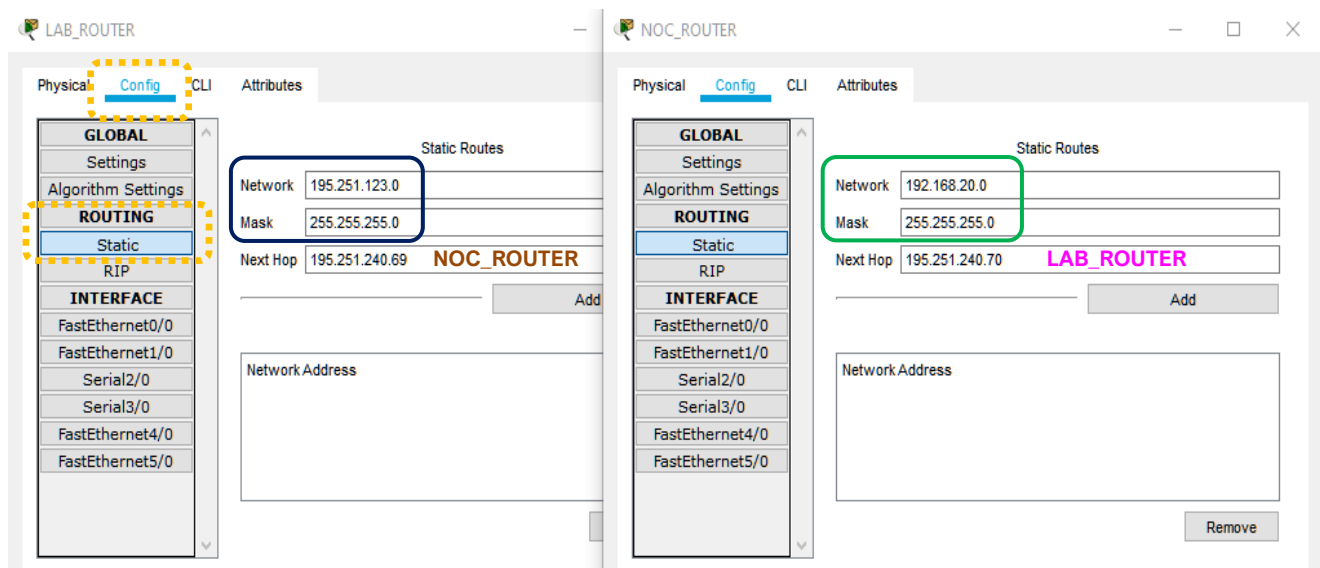 LAB_ROUTER
Physical Config CLI Attributes
GLOBAL
Settings
Algorithm Settings
ROUTING
Static
RIP
INTERFACE
FastEthernet0/0
FastEthernet1/0
Serial2/0
Serial3/0
FastEthernet4/0
FastEthernet5/0
Static Routes
Network 195.251.123.0
Mask 255.255.255.0
Next Hop 195.251.240.69 NOC_ROUTER
Add
Network Address
NOC_ROUTER
Physical Config CLI Attributes
GLOBAL
Settings
Algorithm Settings
ROUTING
Static
RIP
INTERFACE
FastEthernet0/0
FastEthernet1/0
Serial2/0
Serial3/0
FastEthernet4/0
FastEthernet5/0
Static Routes
Network 192.168.20.0
Mask 255.255.255.0
Next Hop 195.251.240.70 LAB_ROUTER
Add
Network Address
Remove